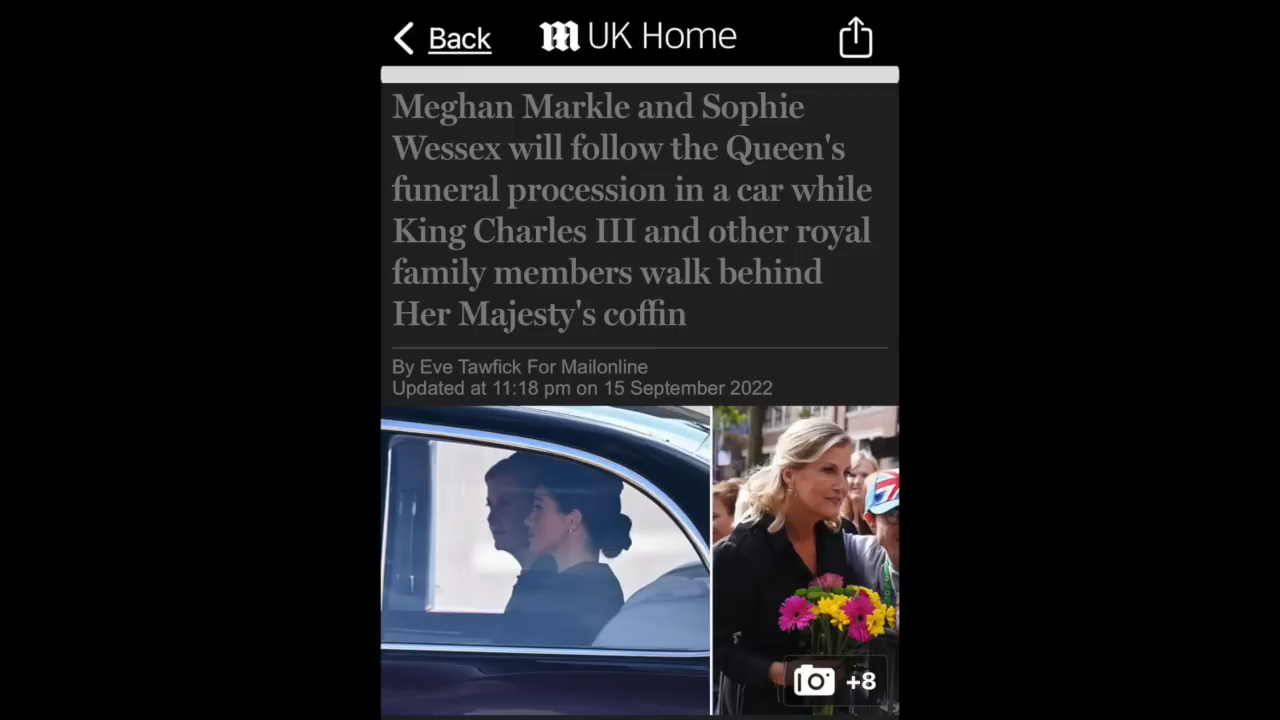 Back
UK Home
Meghan Markle and Sophie
Wessex will follow the Queen's
funeral procession in a car while
King Charles III and other royal
family members walk behind
Her Majesty's coffin
By Eve Tawfick For Mailonline
Updated at 11:18 pm on 15 September 2022
+8